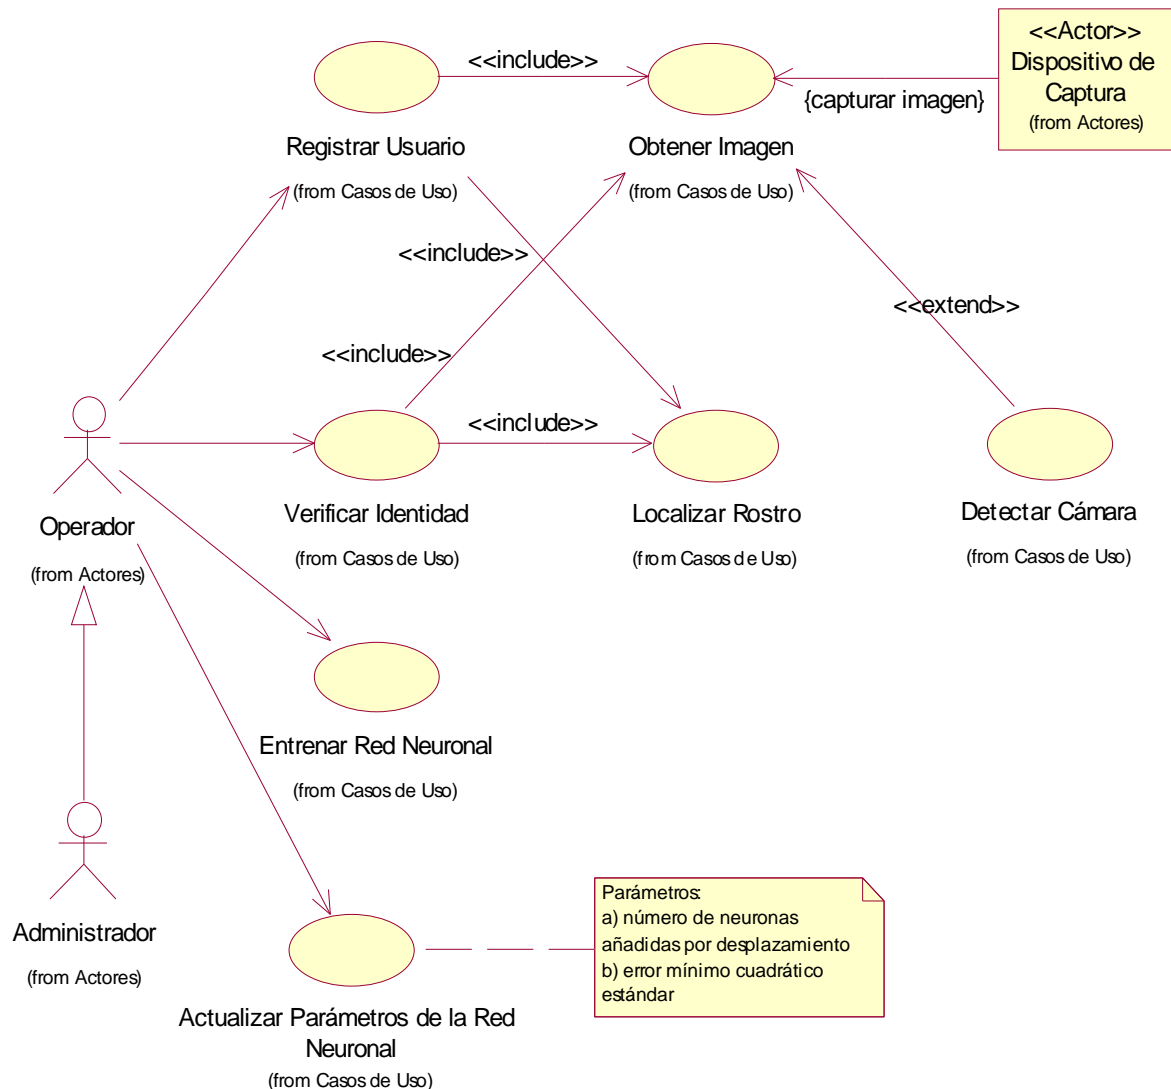 <<Actor>>
Dispositivo de
Captura
(from Actores)
<<include>>
{capturar imagen}
Registrar Usuario
(from Casos de Uso)
Obtener Imagen
(from Casos de Uso)
<<include>>
<<extend>>
<<include>>
<<include>>
Operador
(from Actores)
Verificar Identidad
(from Casos de Uso)
Localizar Rostro
(from Casos de Uso)
Detectar Cámara
(from Casos de Uso)
Entrenar Red Neuronal
(from Casos de Uso)
Administrador
(from Actores)
Parámetros:
a) número de neuronas
añadidas por desplazamiento
b) error mínimo cuadrático
estándar
Actualizar Parámetros de la Red
Neuronal
(from Casos de Uso)